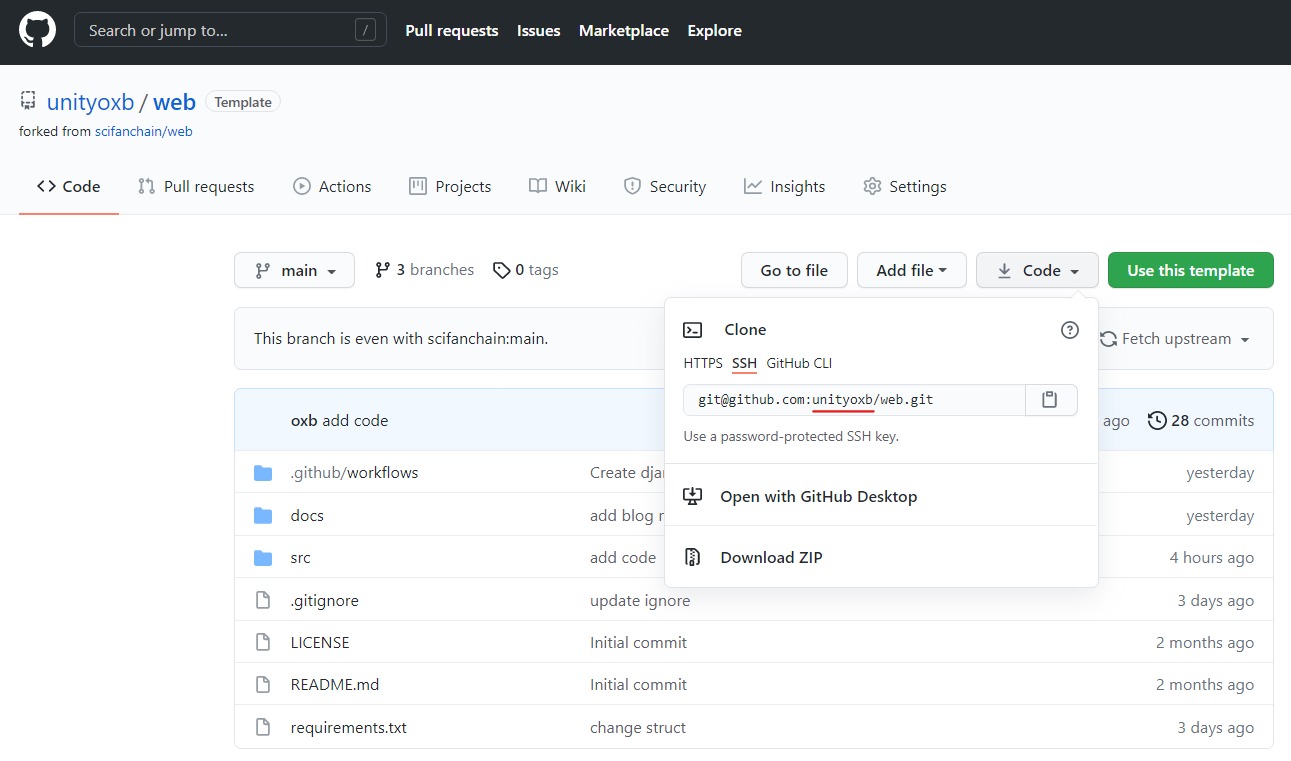 Search or jump to... / Pull requests Issues Marketplace Explore
unityoxb / web Template
forked from scifanchain/web
Code Pull requests Actions Projects Wiki Security Insights Settings
main 3 branches 0 tags Go to file Add file Code Use this template
This branch is even with scifanchain:main. Fetch upstream
Clone
HTTPS SSH GitHub CLI
git@github.com:unityoxb/web.git
Use a password-protected SSH key.
Open with GitHub Desktop
Download ZIP
oxb add code ago 28 commits
.github/workflows Create yesterday
docs add blog yesterday
src add code 4 hours ago
.gitignore update ignore 3 days ago
LICENSE Initial commit 2 months ago
README.md Initial commit 2 months ago
requirements.txt change struct 3 days ago